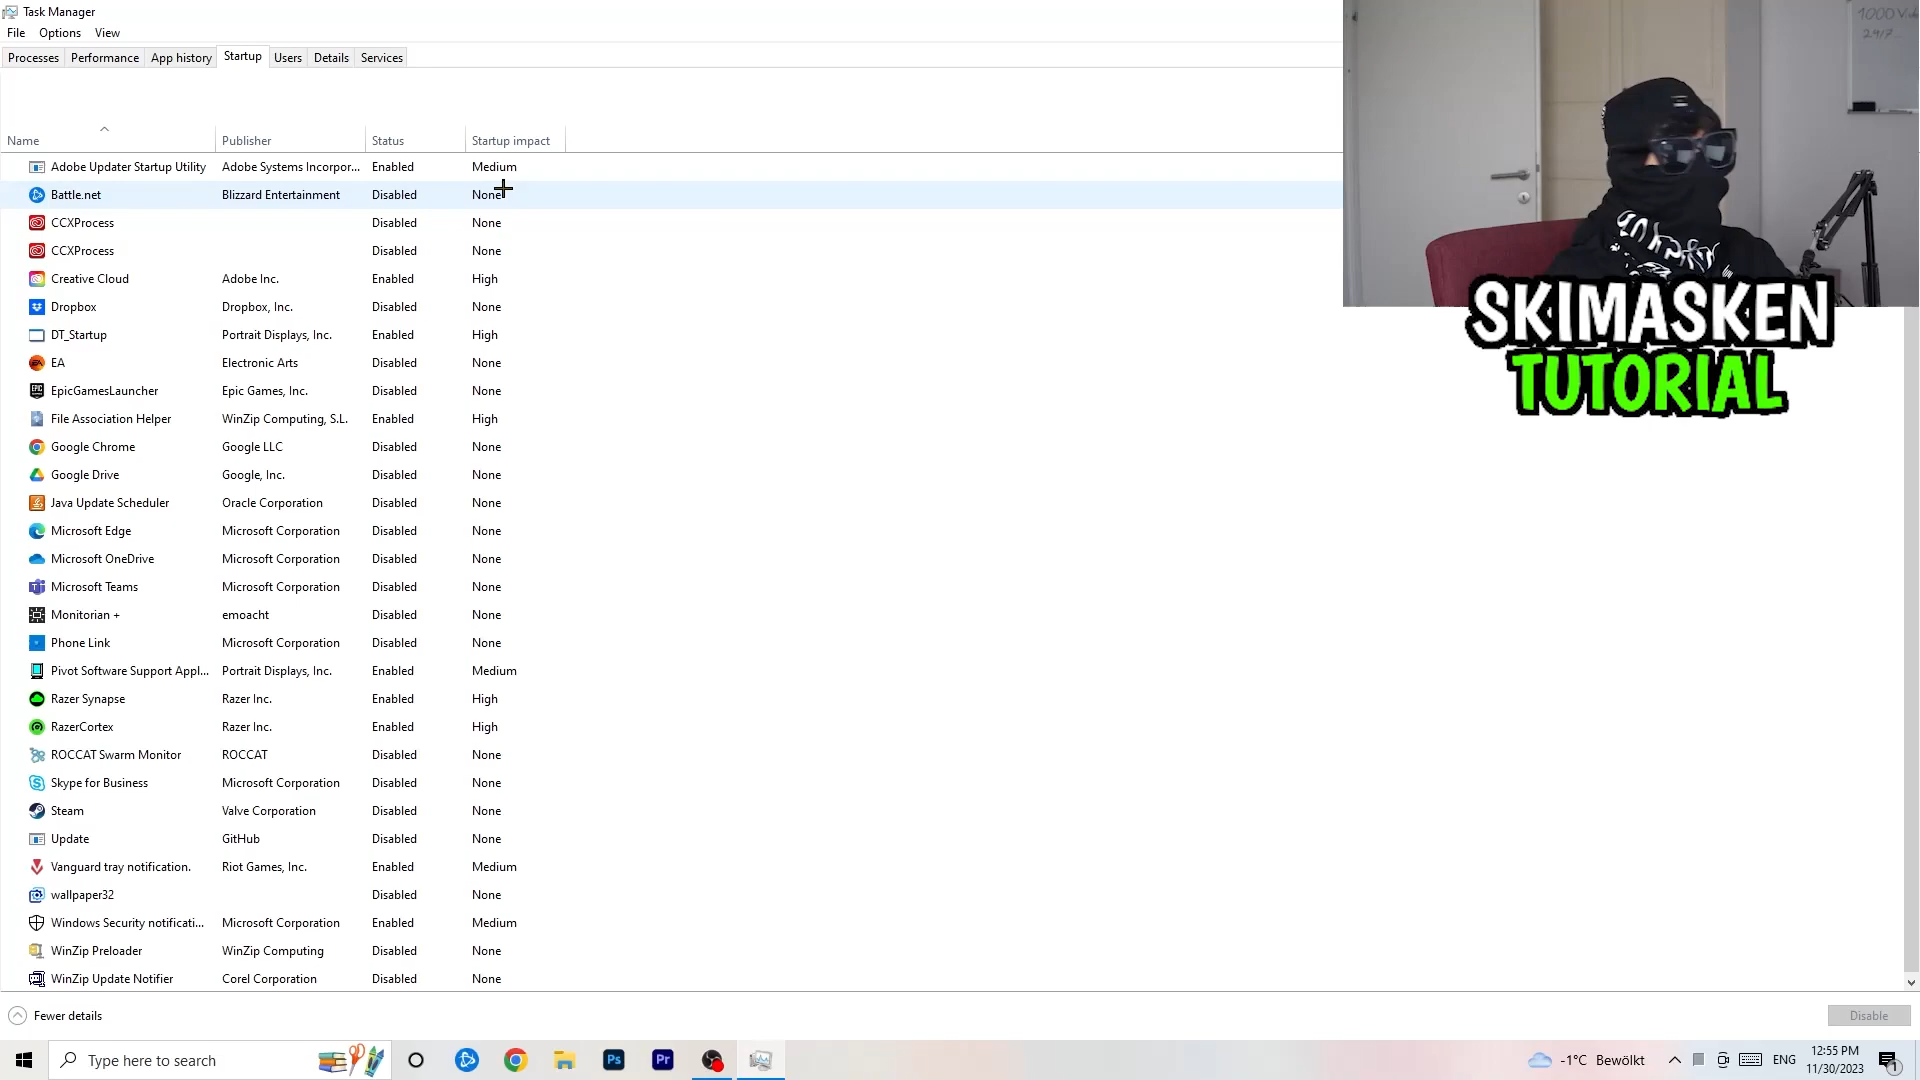 Task Manager
File Options View
Processes Performance App history Startup Users Details Services
Name Publisher Status Startup impact
Adobe Updater Startup Utility Adobe Systems Incorpor... Enabled Medium
Battle.net Blizzard Entertainment Disabled None
CCXProcess Disabled None
CCXProcess Disabled None
Creative Cloud Adobe Inc. Enabled High
Dropbox Dropbox, Inc. Disabled None
DT_Startup Portrait Displays, Inc. Enabled High
EA Electronic Arts Disabled None
EpicGamesLauncher Epic Games, Inc. Disabled None
File Association Helper WinZip Computing, S.L. Enabled High
Google Chrome Google LLC Disabled None
Google Drive Google, Inc. Disabled None
Java Update Scheduler Oracle Corporation Disabled None
Microsoft Edge Microsoft Corporation Disabled None
Microsoft OneDrive Microsoft Corporation Disabled None
Microsoft Teams Microsoft Corporation Disabled None
Monitorian + emoacht Disabled None
Phone Link Microsoft Corporation Disabled None
Pivot Software Support Appl... Portrait Displays, Inc. Enabled Medium
Razer Synapse Razer Inc. Enabled High
RazerCortex Razer Inc. Enabled High
ROCCAT Swarm Monitor ROCCAT Disabled None
Skype for Business Microsoft Corporation Disabled None
Steam Valve Corporation Disabled None
Update GitHub Disabled None
Vanguard tray notification. Riot Games, Inc. Enabled Medium
wallpaper32 Disabled None
Windows Security notificati... Microsoft Corporation Enabled Medium
WinZip Preloader WinZip Computing Disabled None
WinZip Update Notifier Corel Corporation Disabled None
Fewer details
Disable
1000
24/7
SKIMASKEN
TUTORIAL
Type here to search
Ps
Pr
-1°C Bewölkt
ENG
12:55 PM
11/30/2023
1